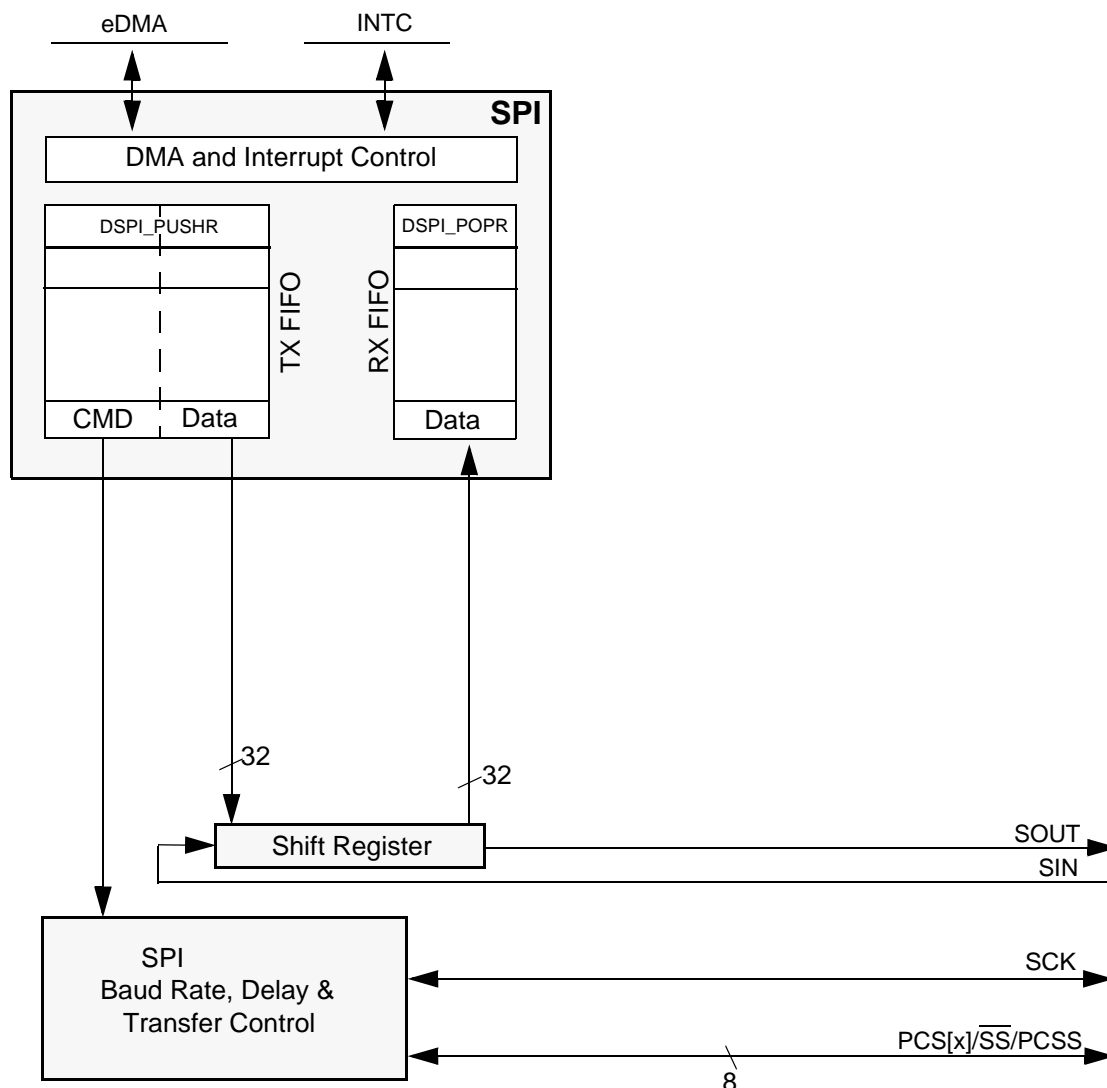 eDMA
INTC
SPI
DMA and Interrupt Control
DSPI_PUSHR
DSPI_POPR
TX FIFO
RX FIFO
CMD
Data
Data
32
32
Shift Register
SOUT
SIN
SPI
Baud Rate, Delay &
Transfer Control
SCK
PCS[x]/S̅S̅/PCSS
8